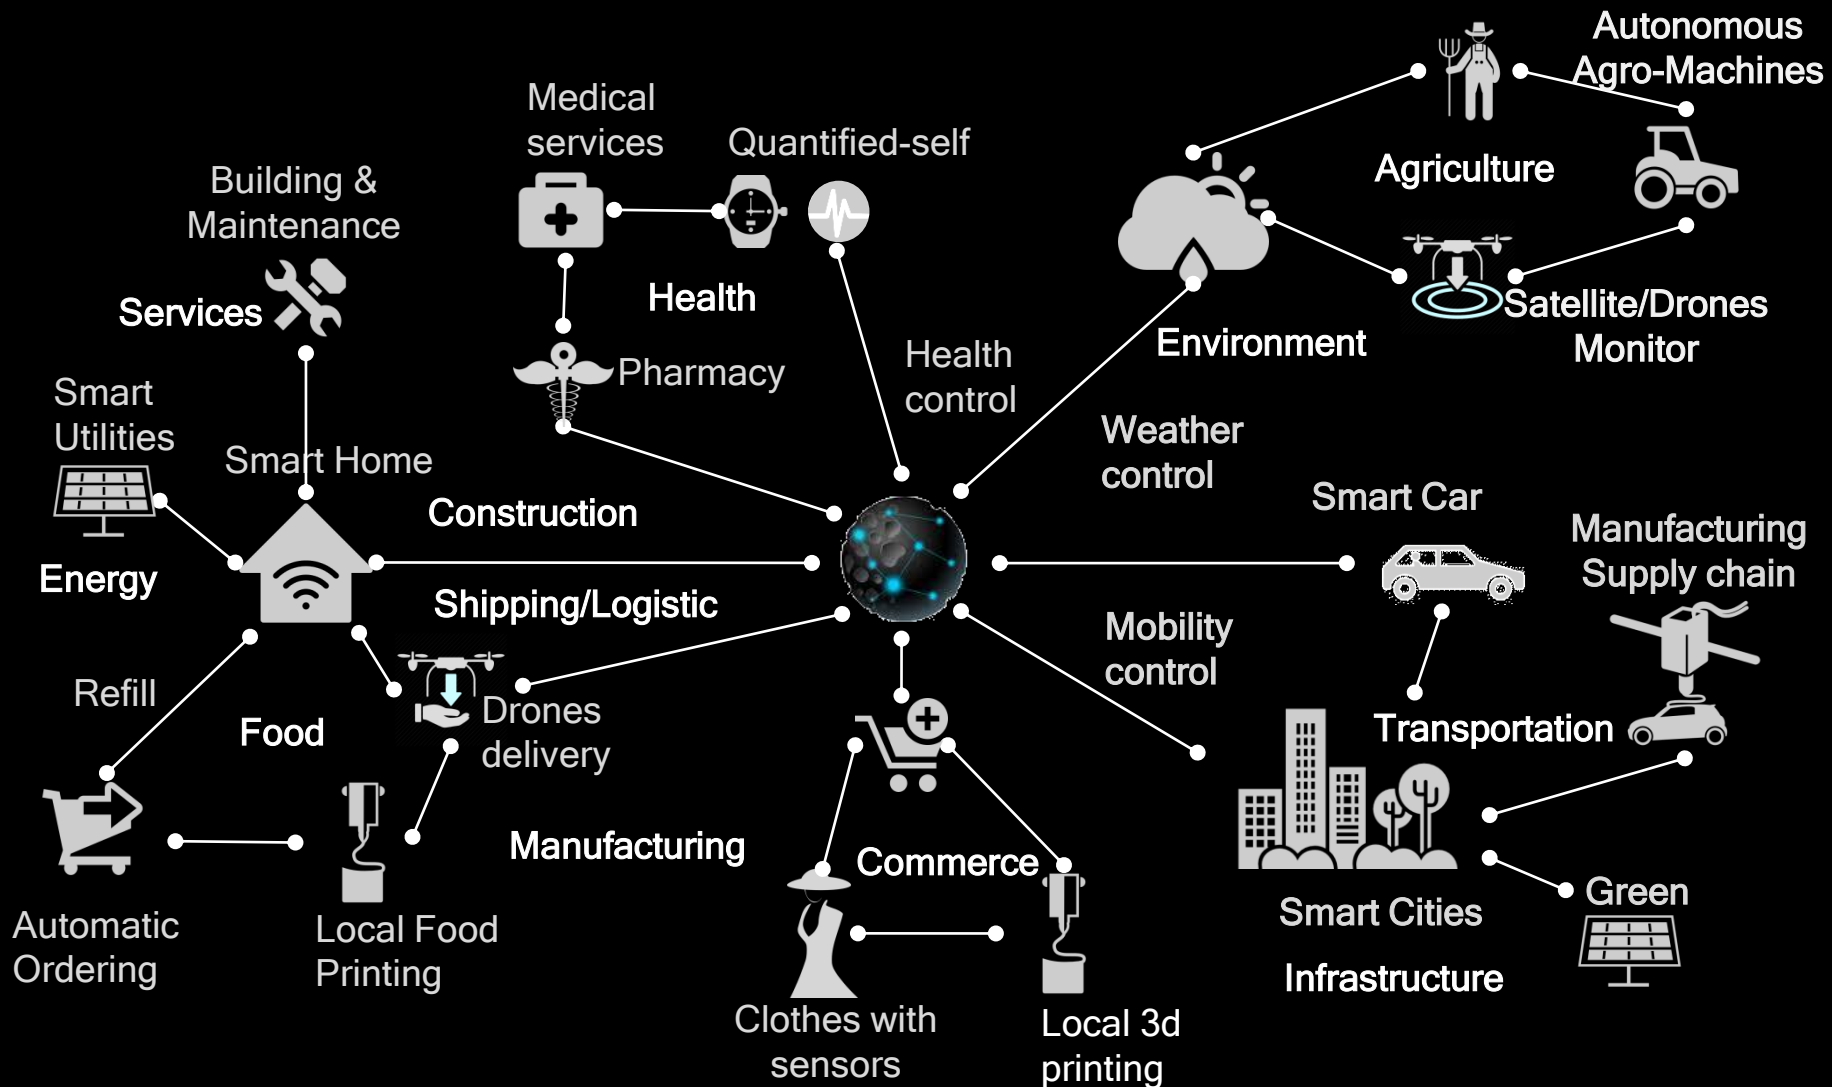 Autonomous
Agro-Machines
Medical
services
Quantified-self
Agriculture
Building &
Maintenance
Services
Health
Satellite/Drones
Monitor
Environment
Pharmacy
Health
control
Smart
Utilities
Smart Home
Weather
control
Construction
Smart Car
Manufacturing
Supply chain
Energy
Shipping/Logistic
Mobility
control
Refill
Food
Drones
delivery
Transportation
Manufacturing
Commerce
Green
Smart Cities
Automatic
Ordering
Local Food
Printing
Infrastructure
Clothes with
sensors
Local 3d
printing